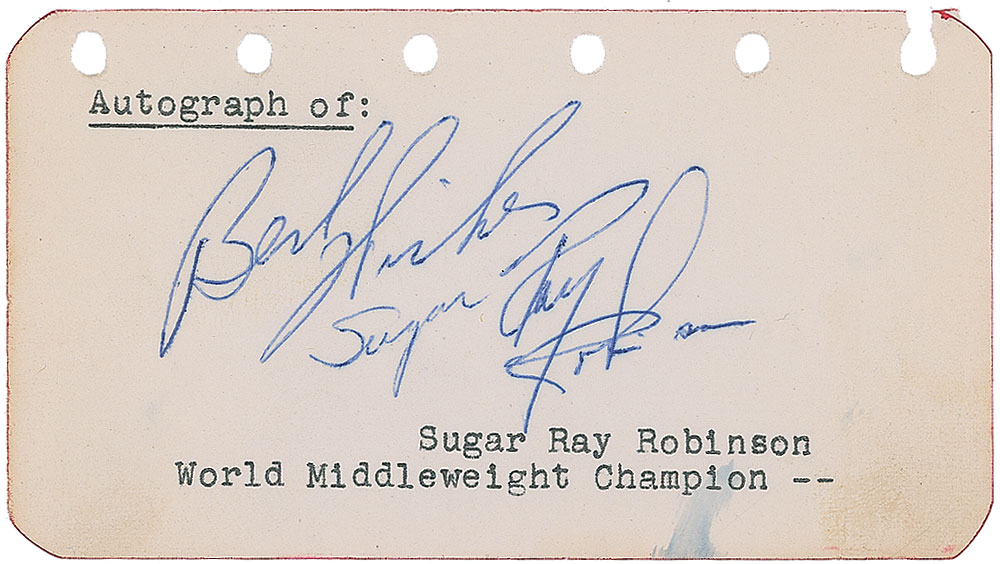 Autograph of:
Best Wishes
Sugar Ray
Robinson
Sugar Ray Robinson
World Middleweight Champion --